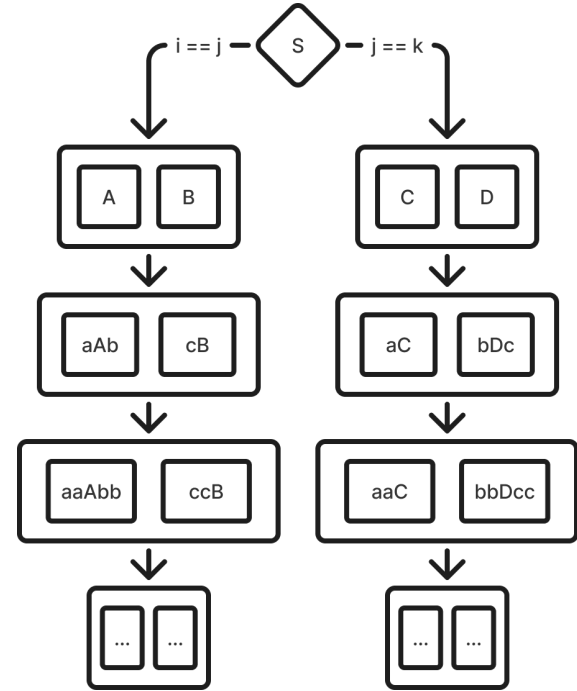 i == j S j == k
A B C D
aAb cB aC bDc
aaAbb ccB aaC bbDcc
... ... ... ...